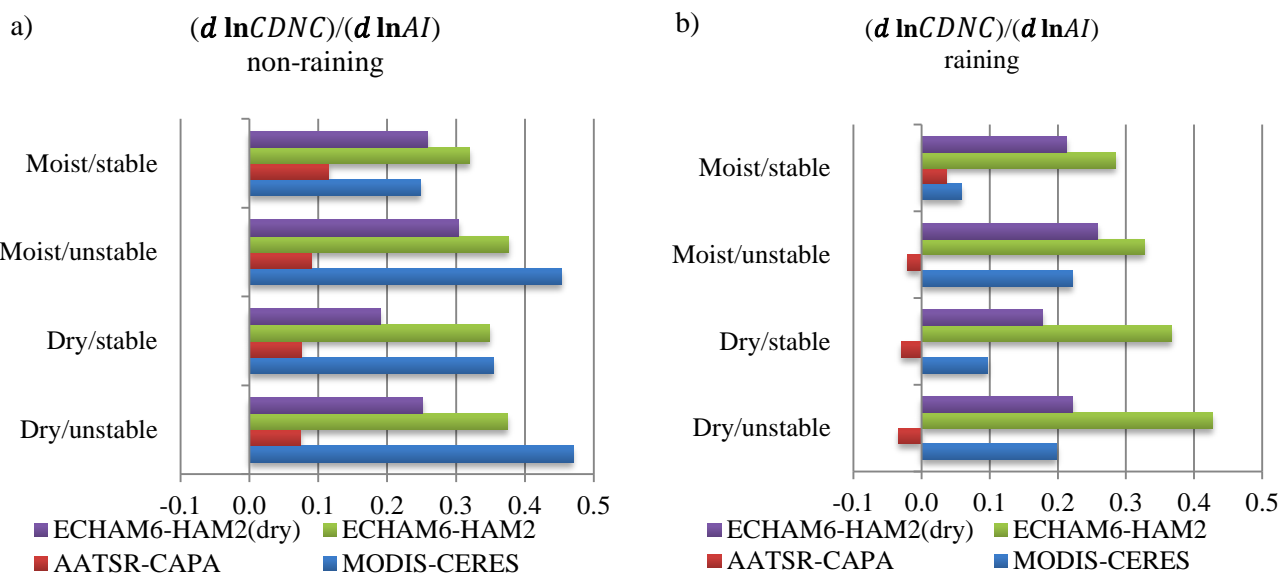 a)
(d lnCDNC)/(d lnAI)
non-raining
Moist/stable
Moist/unstable
Dry/stable
Dry/unstable
-0.1 0.0 0.1 0.2 0.3 0.4 0.5
ECHAM6-HAM2(dry) ECHAM6-HAM2
AATSR-CAPA MODIS-CERES
b)
(d lnCDNC)/(d lnAI)
raining
Moist/stable
Moist/unstable
Dry/stable
Dry/unstable
-0.1 0.0 0.1 0.2 0.3 0.4 0.5
ECHAM6-HAM2(dry) ECHAM6-HAM2
AATSR-CAPA MODIS-CERES